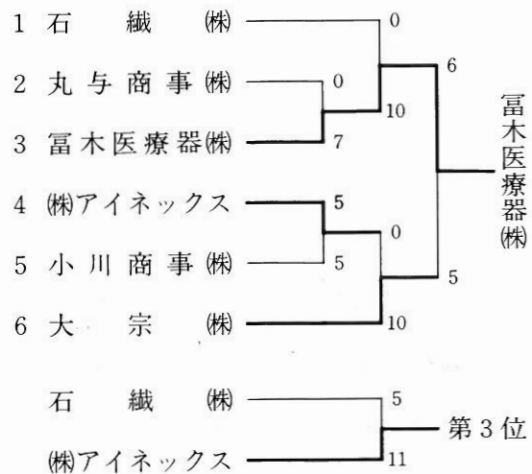 1 石繊(株) 0
6
2 丸与商事(株) 0
10
3 冨木医療器(株) 7
冨木医療器(株)
4 (株)アイネックス 5
0
5 小川商事(株) 5
5
6 大宗(株) 10
石繊(株) 5
第3位
(株)アイネックス 11